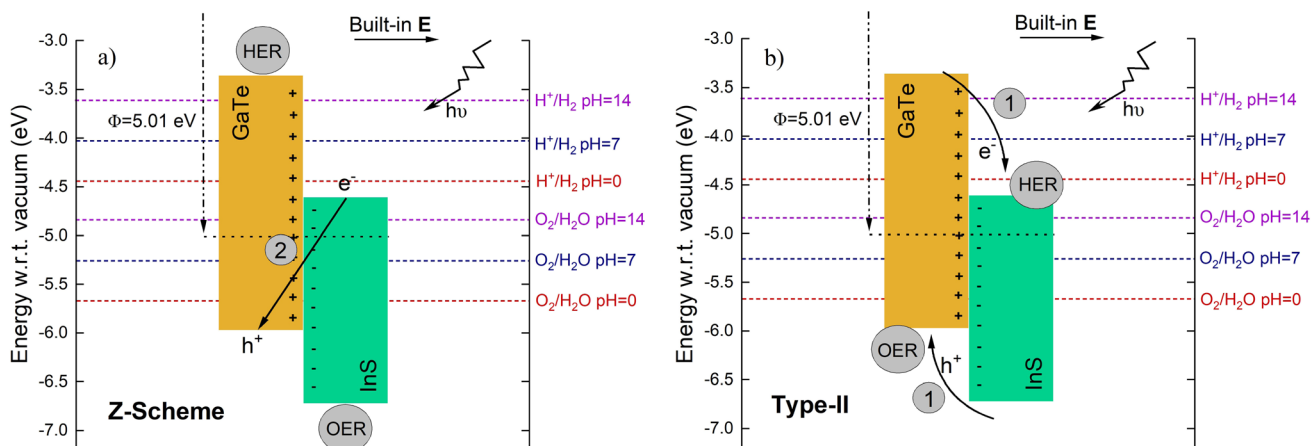 a)
Built-in E
HER
hυ
GaTe
Φ=5.01 eV
e⁻
2
h⁺
InS
OER
Z-Scheme
Energy w.r.t. vacuum (eV)
-3.0
-3.5
-4.0
-4.5
-5.0
-5.5
-6.0
-6.5
-7.0
H⁺/H₂ pH=14
H⁺/H₂ pH=7
H⁺/H₂ pH=0
O₂/H₂O pH=14
O₂/H₂O pH=7
O₂/H₂O pH=0
b)
Built-in E
hυ
GaTe
1
Φ=5.01 eV
e⁻
HER
OER
h⁺
1
InS
Type-II
Energy w.r.t. vacuum (eV)
-3.0
-3.5
-4.0
-4.5
-5.0
-5.5
-6.0
-6.5
-7.0
H⁺/H₂ pH=14
H⁺/H₂ pH=7
H⁺/H₂ pH=0
O₂/H₂O pH=14
O₂/H₂O pH=7
O₂/H₂O pH=0